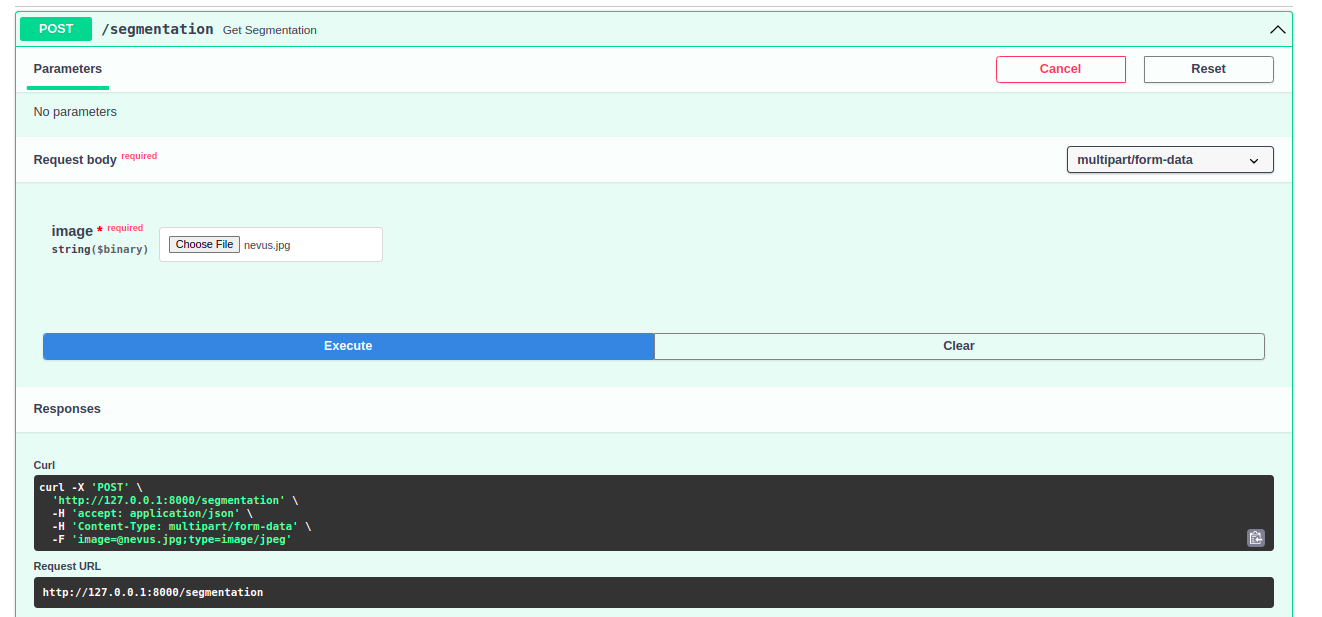 POST /segmentation Get Segmentation
Parameters Cancel Reset
No parameters
Request body required multipart/form-data
image * required
string($binary) Choose File nevus.jpg
Execute Clear
Responses
Curl
curl -X 'POST' \
'http://127.0.0.1:8000/segmentation' \
-H 'accept: application/json' \
-H 'Content-Type: multipart/form-data' \
-F 'image=@nevus.jpg;type=image/jpeg'
Request URL
http://127.0.0.1:8000/segmentation